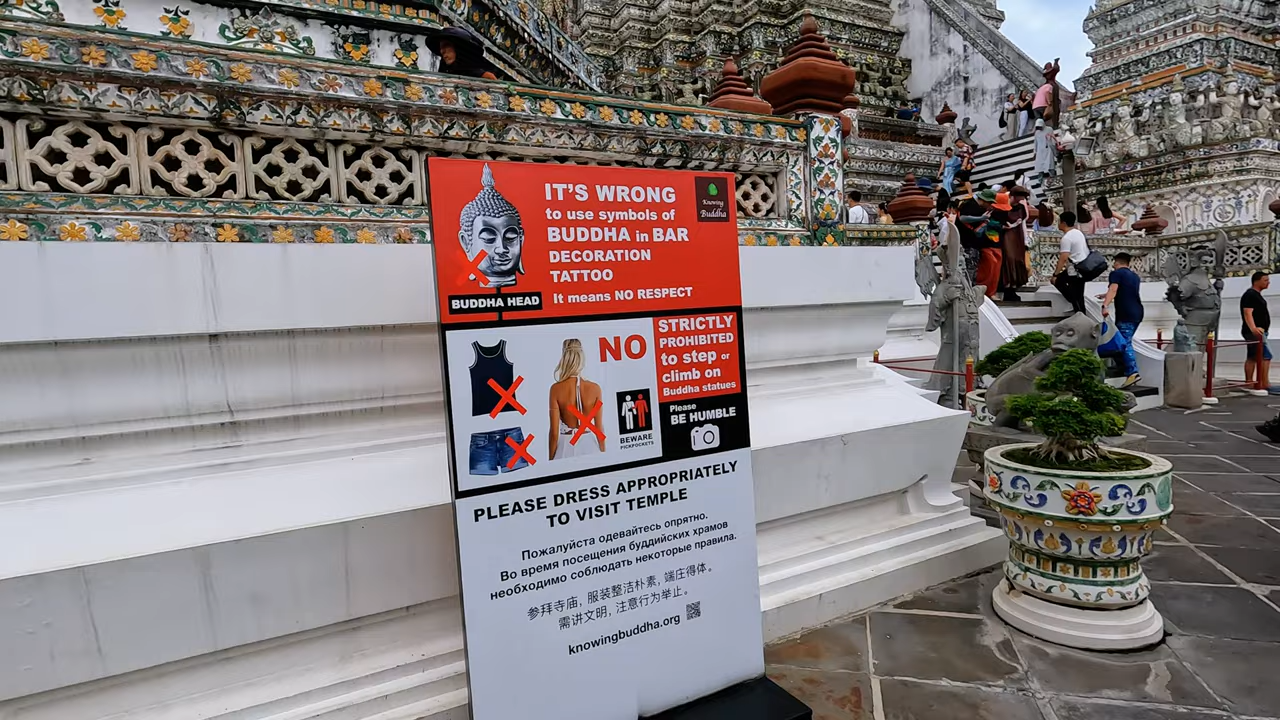 IT'S WRONG
to use symbols of
BUDDHA in BAR
DECORATION
TATTOO
It means NO RESPECT
Knowing
Buddha
BUDDHA HEAD
NO
BEWARE
PICKPOCKETS
STRICTLY
PROHIBITED
to step or
climb on
Buddha statues
Please
BE HUMBLE
PLEASE DRESS APPROPRIATELY
TO VISIT TEMPLE
Пожалуйста одевайтесь опрятно.
Во время посещения буддийских храмов
необходимо соблюдать некоторые правила.
参拜寺庙, 服装整洁朴素, 端庄得体。
需讲文明, 注意行为举止。
knowingbuddha.org